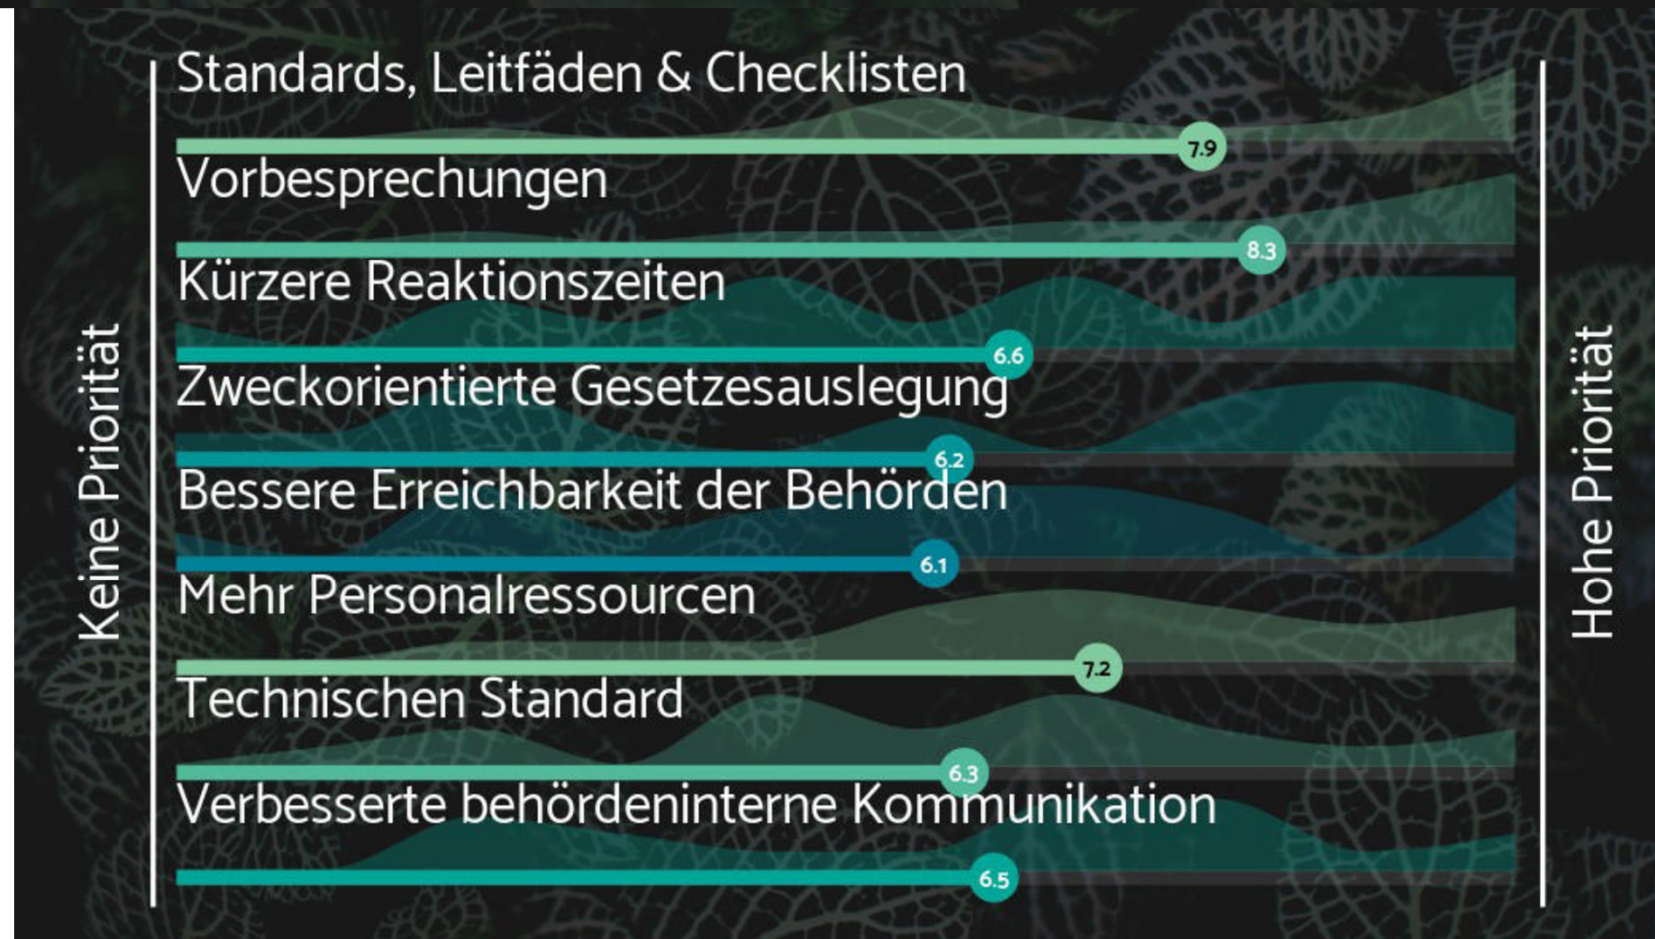 Standards, Leitfäden & Checklisten
7.9
Vorbesprechungen
8.3
Kürzere Reaktionszeiten
6.6
Zweckorientierte Gesetzesauslegung
6.2
Bessere Erreichbarkeit der Behörden
6.1
Mehr Personalressourcen
7.2
Technischen Standard
6.3
Verbesserte behördeninterne Kommunikation
6.5
Keine Priorität
Hohe Priorität